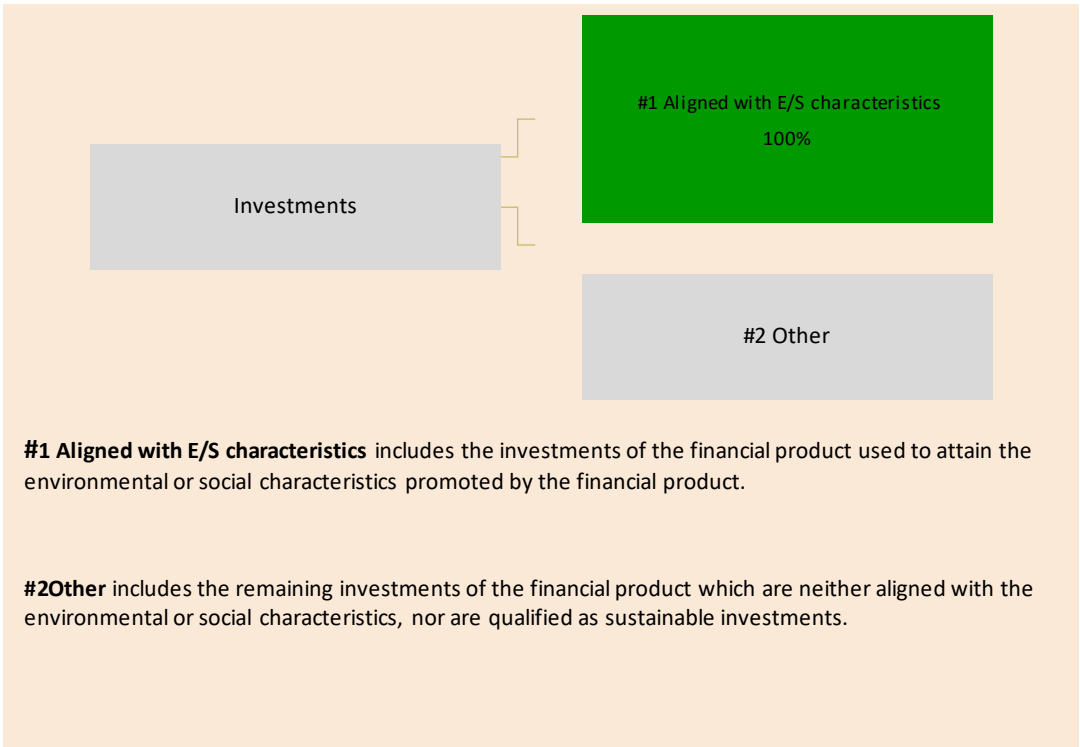 #1 Aligned with E/S characteristics
100%
Investments
#2 Other
#1 Aligned with E/S characteristics includes the investments of the financial product used to attain the
environmental or social characteristics promoted by the financial product.
#2Other includes the remaining investments of the financial product which are neither aligned with the
environmental or social characteristics, nor are qualified as sustainable investments.